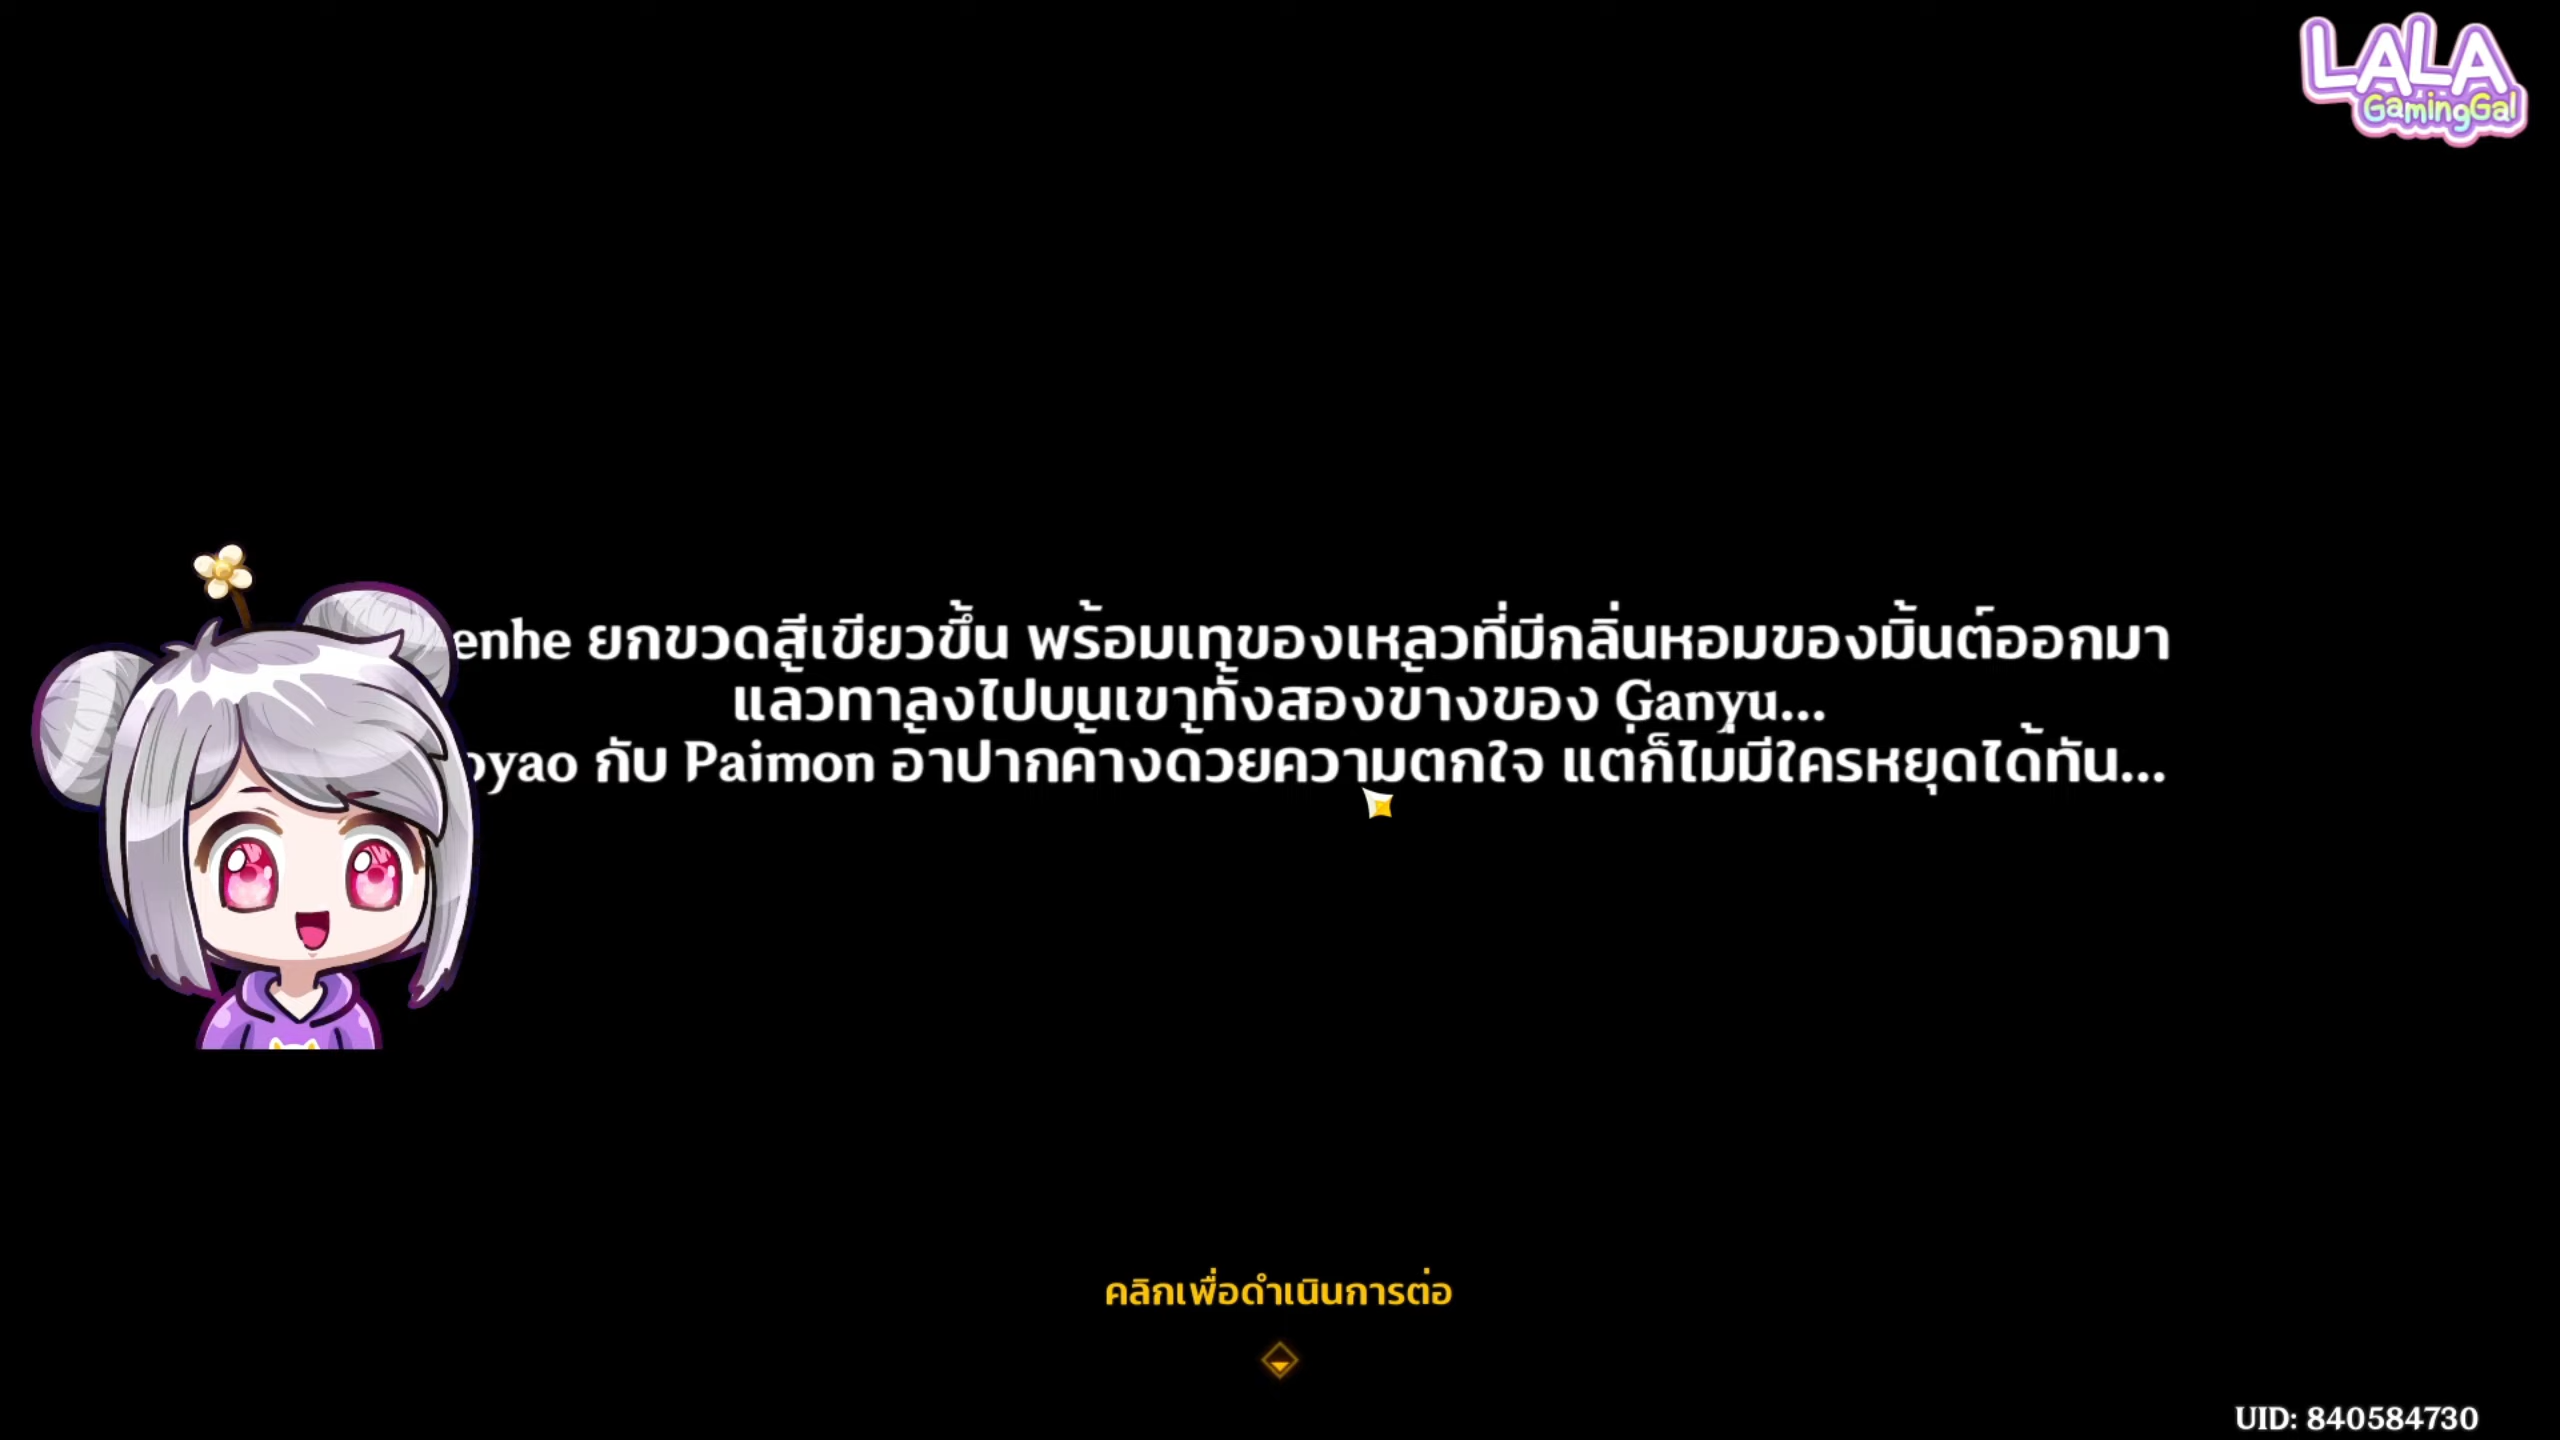 LALA
GamingGal
enhe ยกขวดสีเขียวขึ้น พร้อมเทของเหลวที่มีกลิ่นหอมของมิ้นต์ออกมา
แล้วทาลงไปบนเขาทั้งสองข้างของ Ganyu...
oyao กับ Paimon อ้าปากค้างด้วยความตกใจ แต่ก็ไม่มีใครหยุดได้ทัน...
คลิกเพื่อดำเนินการต่อ
UID: 840584730